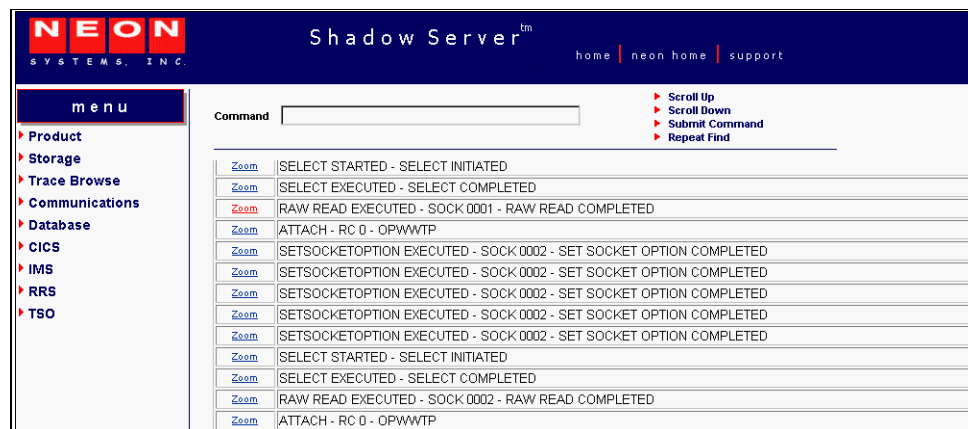 NEON
SYSTEMS, INC.
Shadow Server tm
home | neon home | support
menu
Product
Storage
Trace Browse
Communications
Database
CICS
IMS
RRS
TSO
Command
Scroll Up
Scroll Down
Submit Command
Repeat Find
Zoom SELECT STARTED - SELECT INITIATED
Zoom SELECT EXECUTED - SELECT COMPLETED
Zoom RAW READ EXECUTED - SOCK 0001 - RAW READ COMPLETED
Zoom ATTACH - RC 0 - OPWWTP
Zoom SETSOCKETOPTION EXECUTED - SOCK 0002 - SET SOCKET OPTION COMPLETED
Zoom SETSOCKETOPTION EXECUTED - SOCK 0002 - SET SOCKET OPTION COMPLETED
Zoom SETSOCKETOPTION EXECUTED - SOCK 0002 - SET SOCKET OPTION COMPLETED
Zoom SETSOCKETOPTION EXECUTED - SOCK 0002 - SET SOCKET OPTION COMPLETED
Zoom SETSOCKETOPTION EXECUTED - SOCK 0002 - SET SOCKET OPTION COMPLETED
Zoom SELECT STARTED - SELECT INITIATED
Zoom SELECT EXECUTED - SELECT COMPLETED
Zoom RAW READ EXECUTED - SOCK 0002 - RAW READ COMPLETED
Zoom ATTACH - RC 0 - OPWWTP